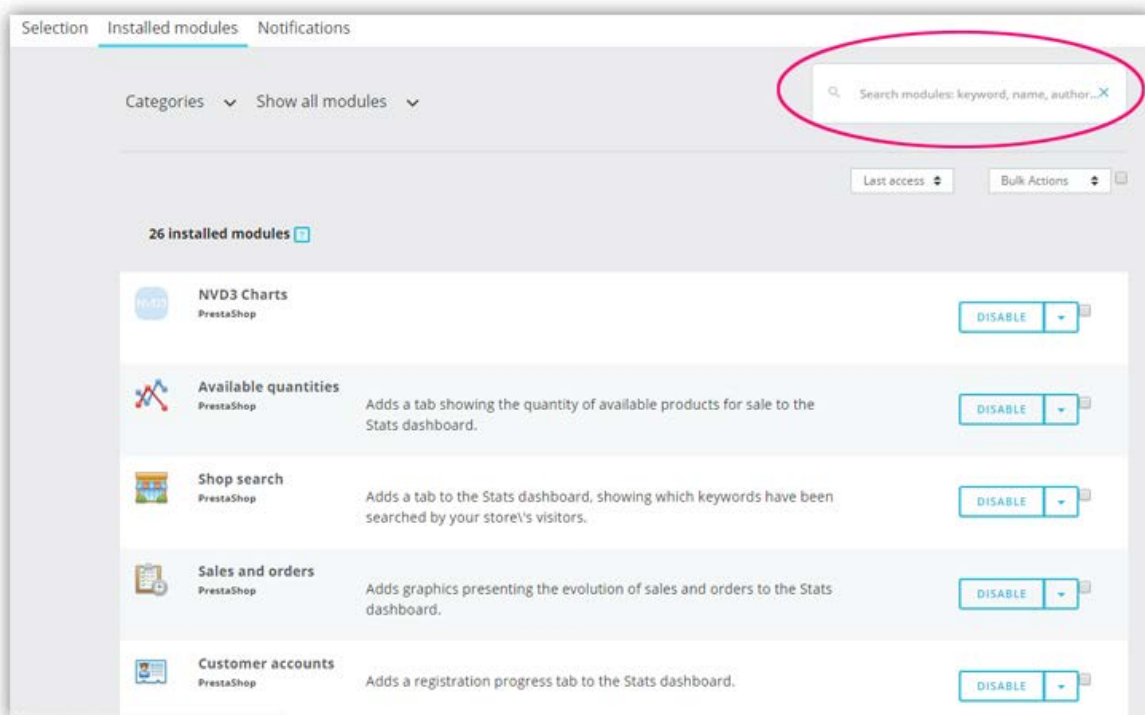 Selection Installed modules Notifications
Categories Show all modules
Search modules: keyword, name, author...
Last access Bulk Actions
26 installed modules ?
NVD3
NVD3 Charts
PrestaShop
DISABLE
Available quantities
PrestaShop
Adds a tab showing the quantity of available products for sale to the
Stats dashboard.
DISABLE
Shop search
PrestaShop
Adds a tab to the Stats dashboard, showing which keywords have been
searched by your store\'s visitors.
DISABLE
Sales and orders
PrestaShop
Adds graphics presenting the evolution of sales and orders to the Stats
dashboard.
DISABLE
Customer accounts
PrestaShop
Adds a registration progress tab to the Stats dashboard.
DISABLE